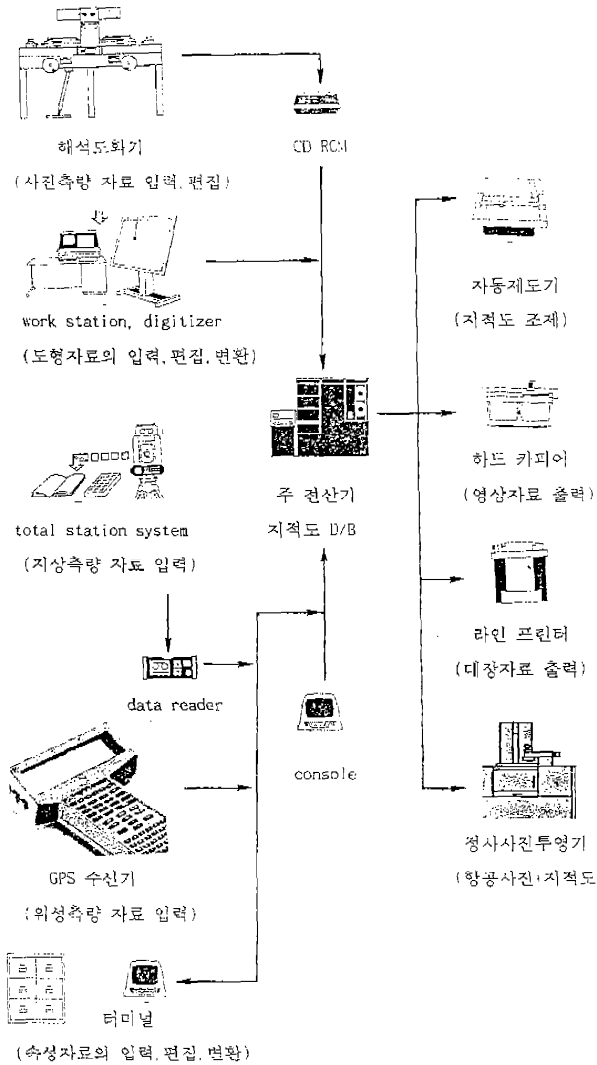 해석도화기
(사진측량 자료 입력, 편집)
CD ROM
work station, digitizer
(도형자료의 입력, 편집, 변환)
total station system
(지상측량 자료 입력)
data reader
GPS 수신기
(위성측량 자료 입력)
터미널
(속성자료의 입력, 편집, 변환)
주 전산기
지적도 D/B
console
자동제도기
(지적도 조제)
하드 카피어
(영상자료 출력)
라인 프린터
(대장자료 출력)
정사사진투영기
(항공사진+지적도